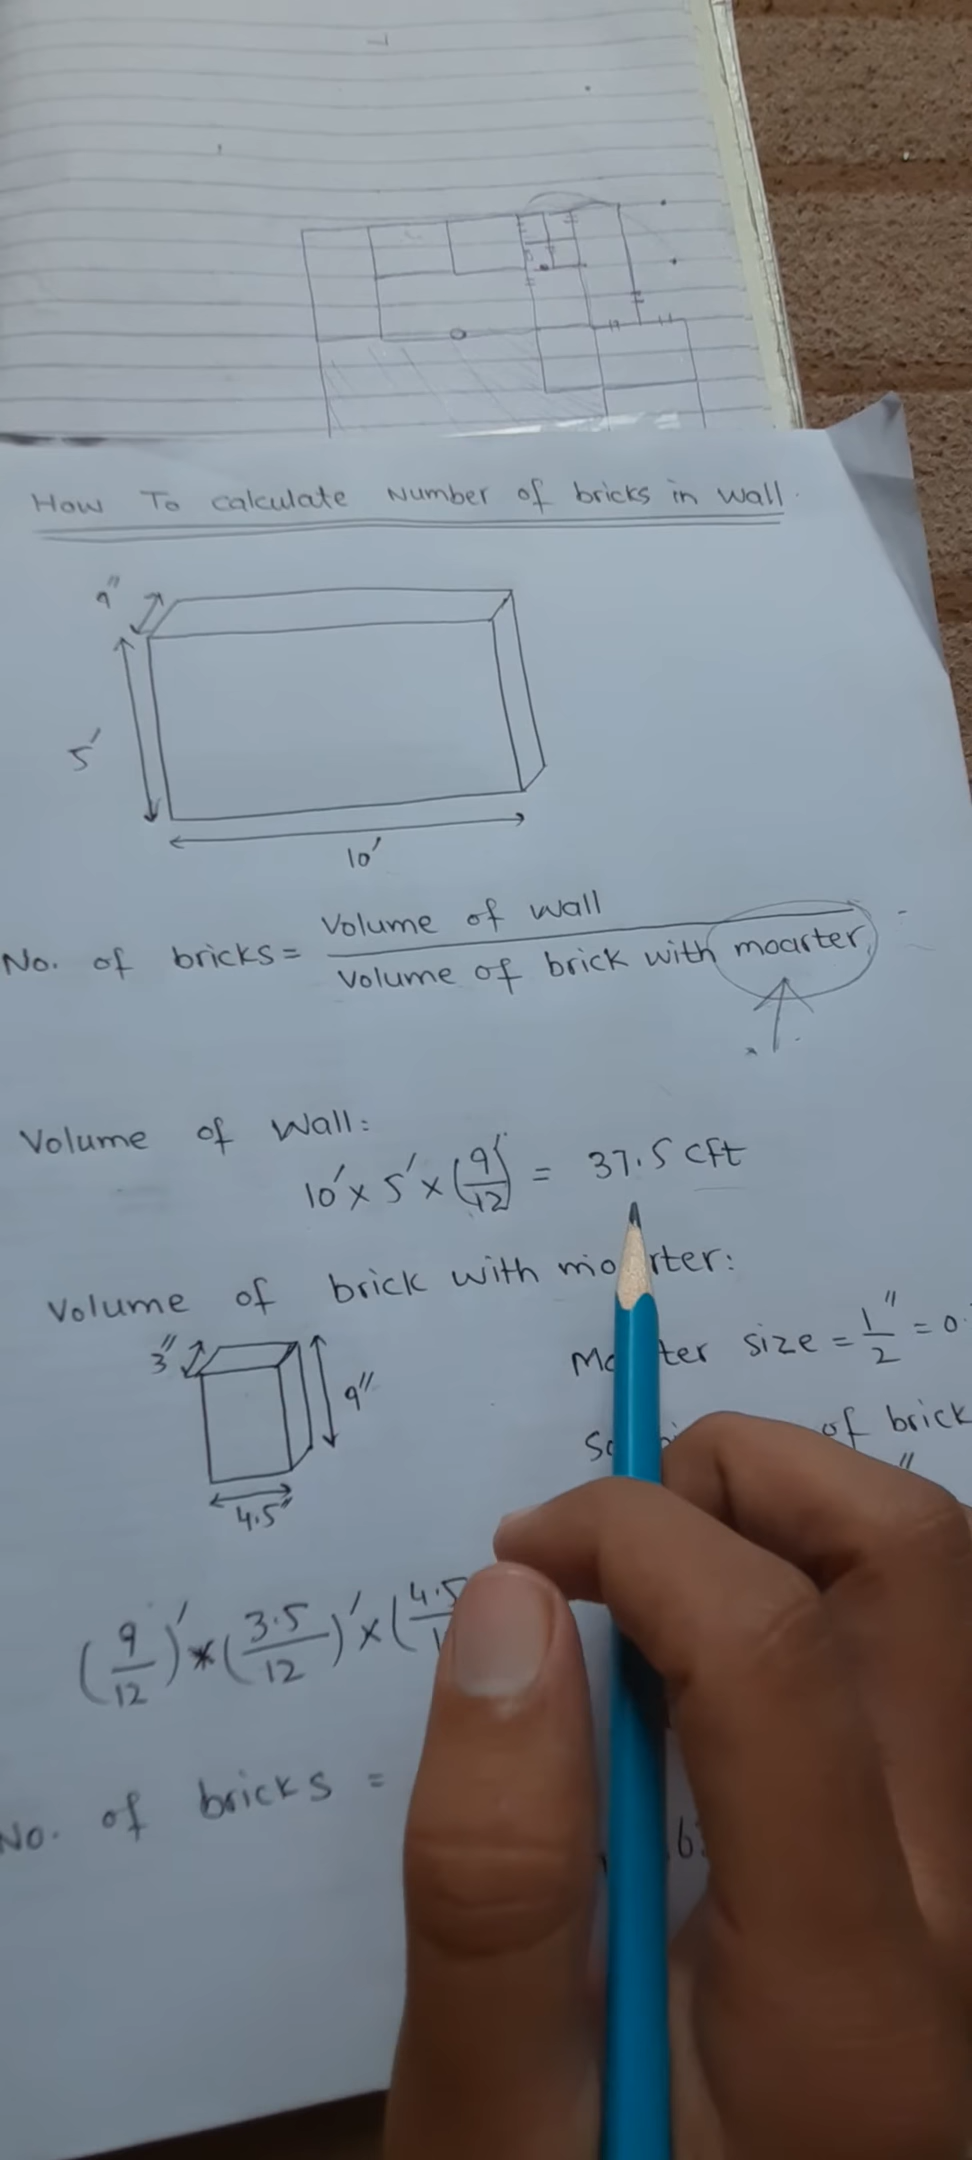 How To calculate Number of bricks in wall.
9"
5'
10'
No. of bricks = Volume of wall
Volume of brick with moarter
Volume of Wall:
10' x 5' x (9/12)' = 37.5 cft
Volume of brick with mo rter:
3"
9"
4.5"
ter size = 1/2" = 0.
of brick
(9/12)' x (3.5/12)' x (4.5
No. of bricks =